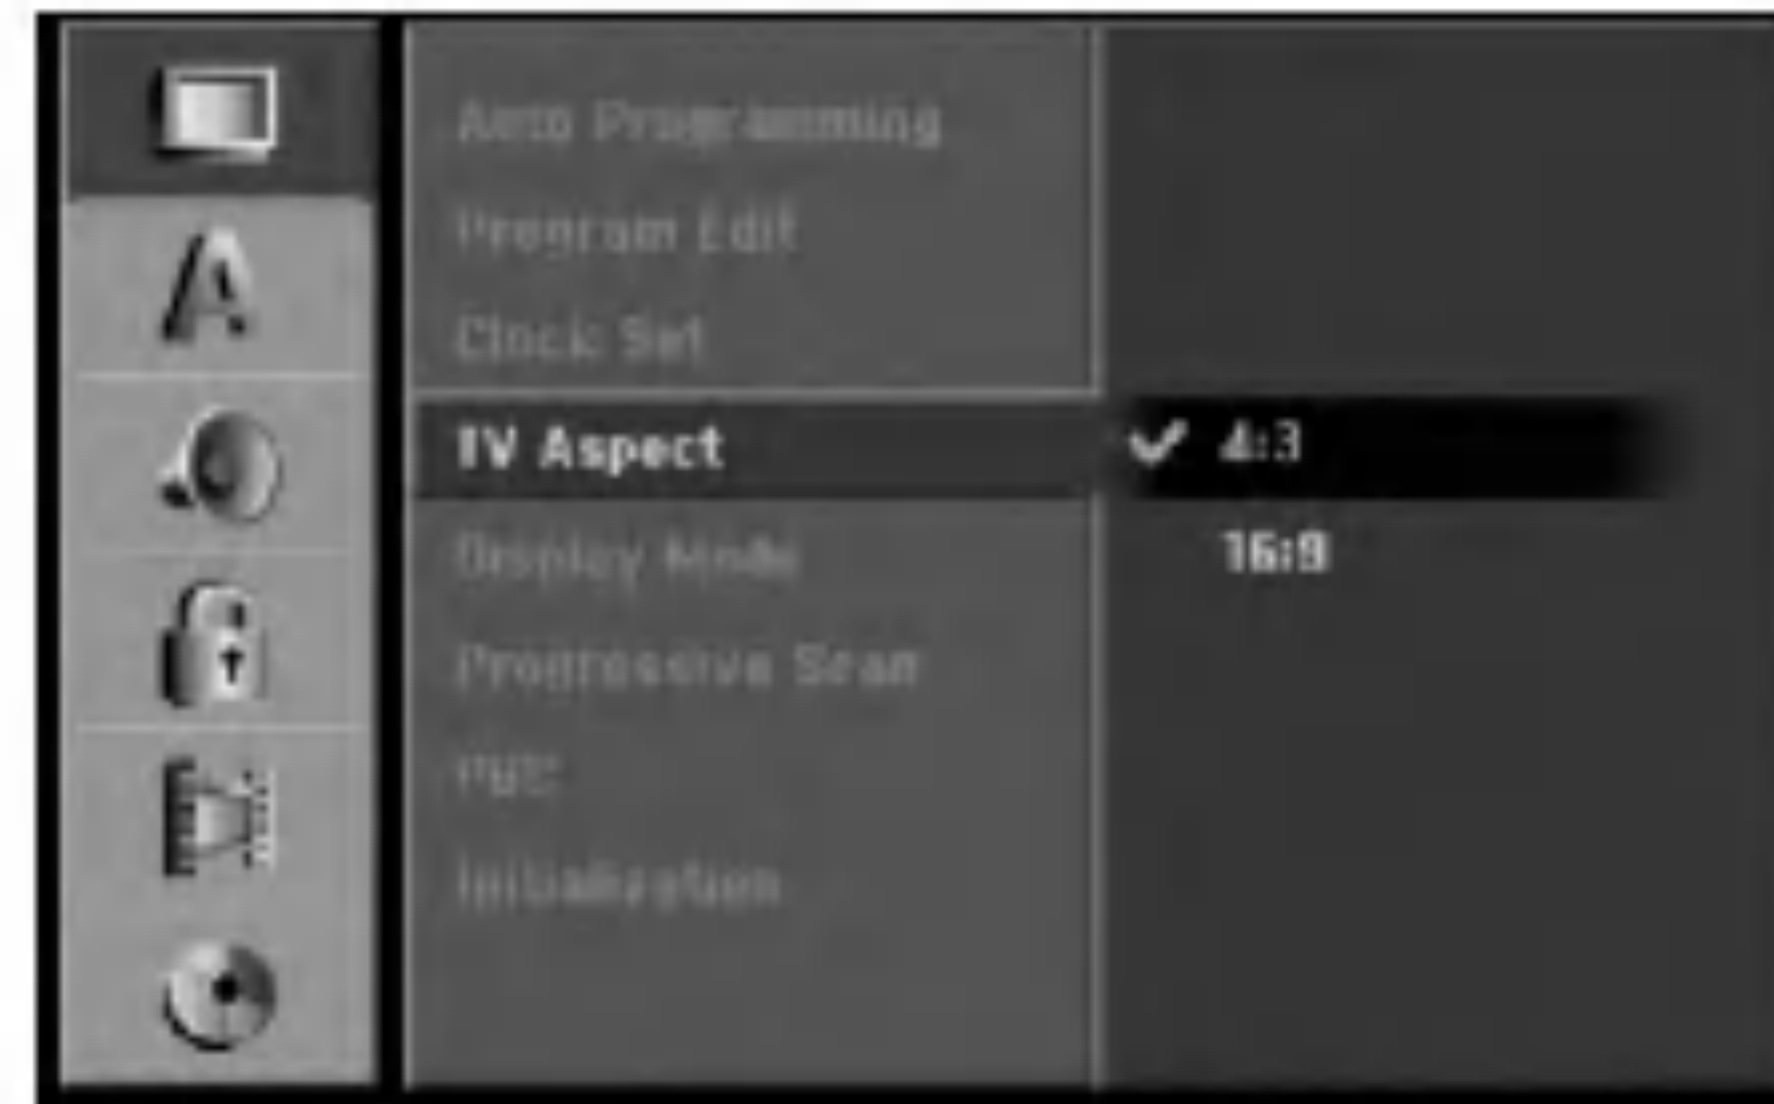 Auto Programming
Program Edit
Clock Set
TV Aspect
4:3
16:9
Display Mode
Progressive Scan
PBC
Initialization